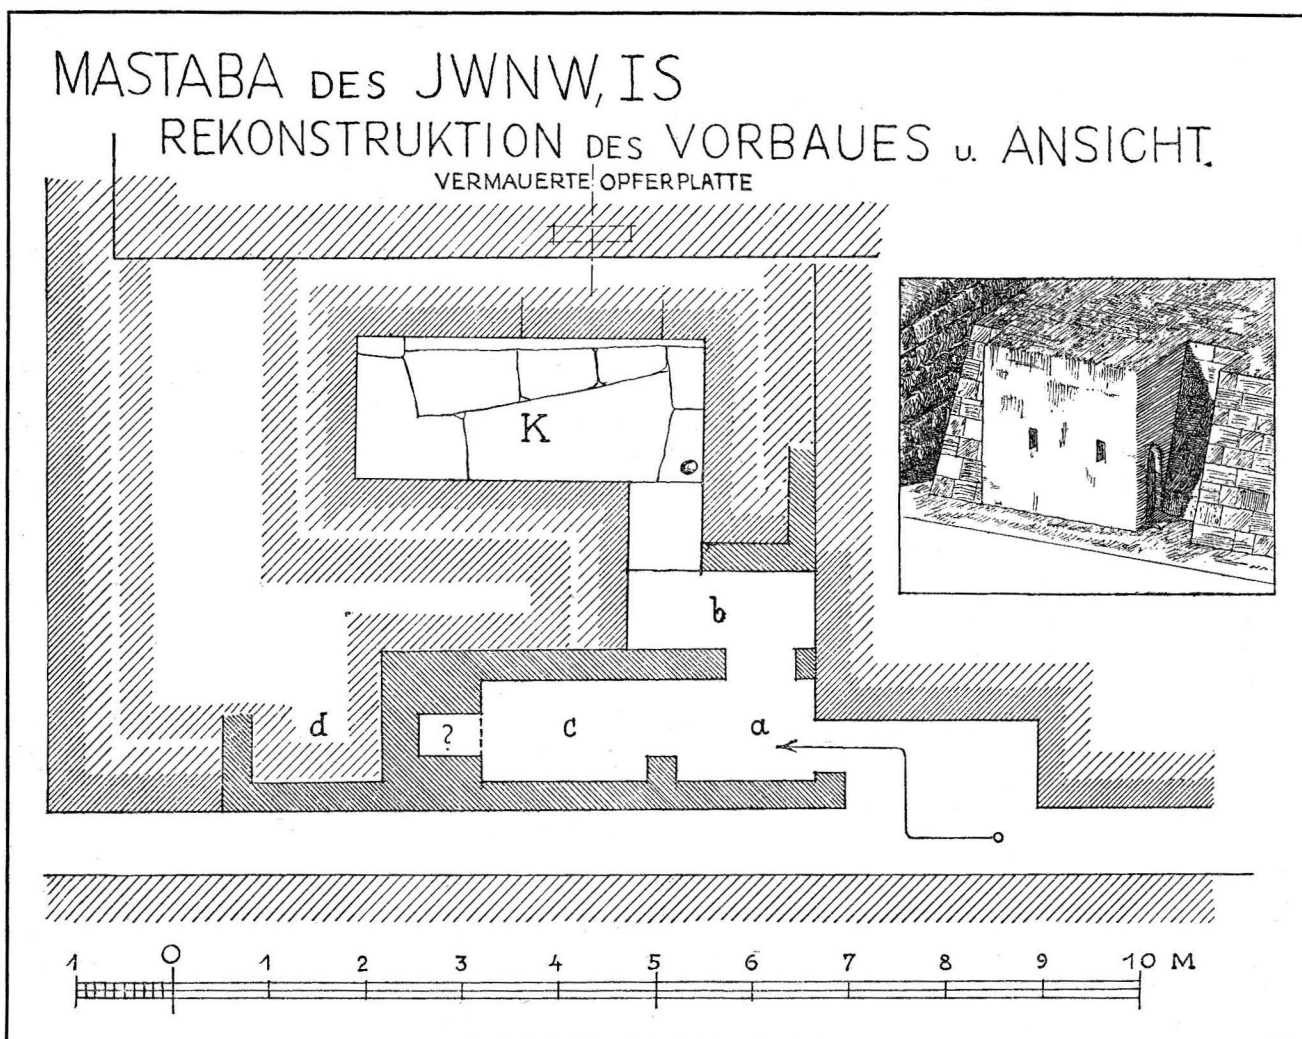 MASTABA DES JWNW, IS
REKONSTRUKTION DES VORBAUES u. ANSICHT.
VERMAUERTE OPFERPLATTE
K
b
d
?
c
a
1 0 1 2 3 4 5 6 7 8 9 10 M